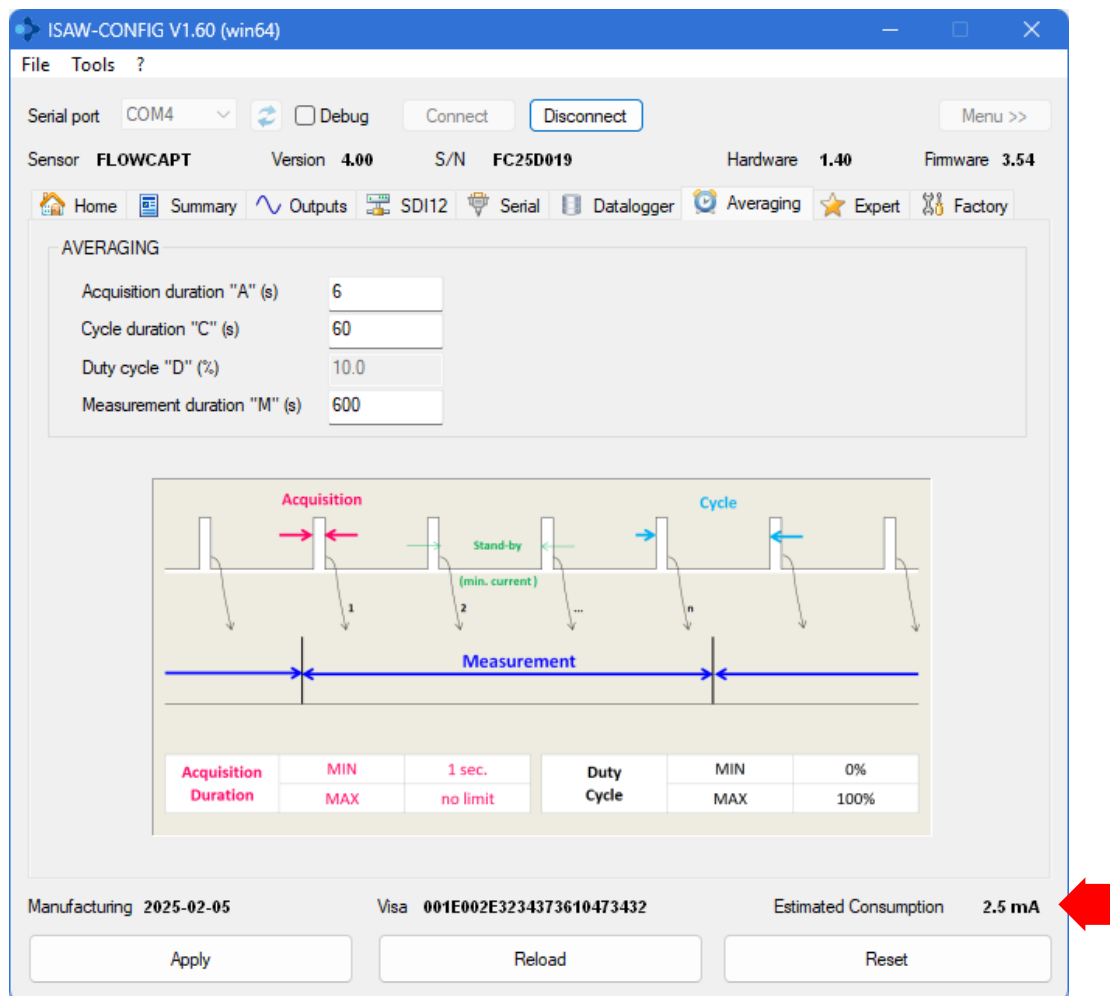 ISAW-CONFIG V1.60 (win64)
File Tools ?
Serial port COM4 Debug Connect Disconnect Menu >>
Sensor FLOWCAPT Version 4.00 S/N FC25D019 Hardware 1.40 Firmware 3.54
Home Summary Outputs SDI12 Serial Datalogger Averaging Expert Factory
AVERAGING
Acquisition duration "A" (s) 6
Cycle duration "C" (s) 60
Duty cycle "D" (%) 10.0
Measurement duration "M" (s) 600
Acquisition Cycle
Stand-by
(min. current)
1 2 ... n
Measurement
Acquisition Duration MIN 1 sec. Duty Cycle MIN 0%
MAX no limit MAX 100%
Manufacturing 2025-02-05 Visa 001E002E3234373610473432 Estimated Consumption 2.5 mA
Apply Reload Reset